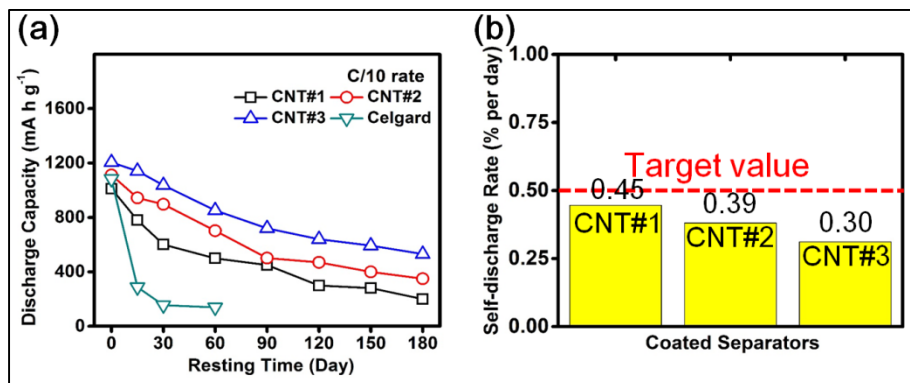 (a)
C/10 rate
CNT#1 CNT#2
CNT#3 Celgard
1600
1200
800
400
0
0 30 60 90 120 150 180
Discharge Capacity (mA h g⁻¹)
Resting Time (Day)
(b)
1.00
0.75
0.50
0.25
0.00
Self-discharge Rate (% per day)
Target value
0.45
0.39
0.30
CNT#1
CNT#2
CNT#3
Coated Separators